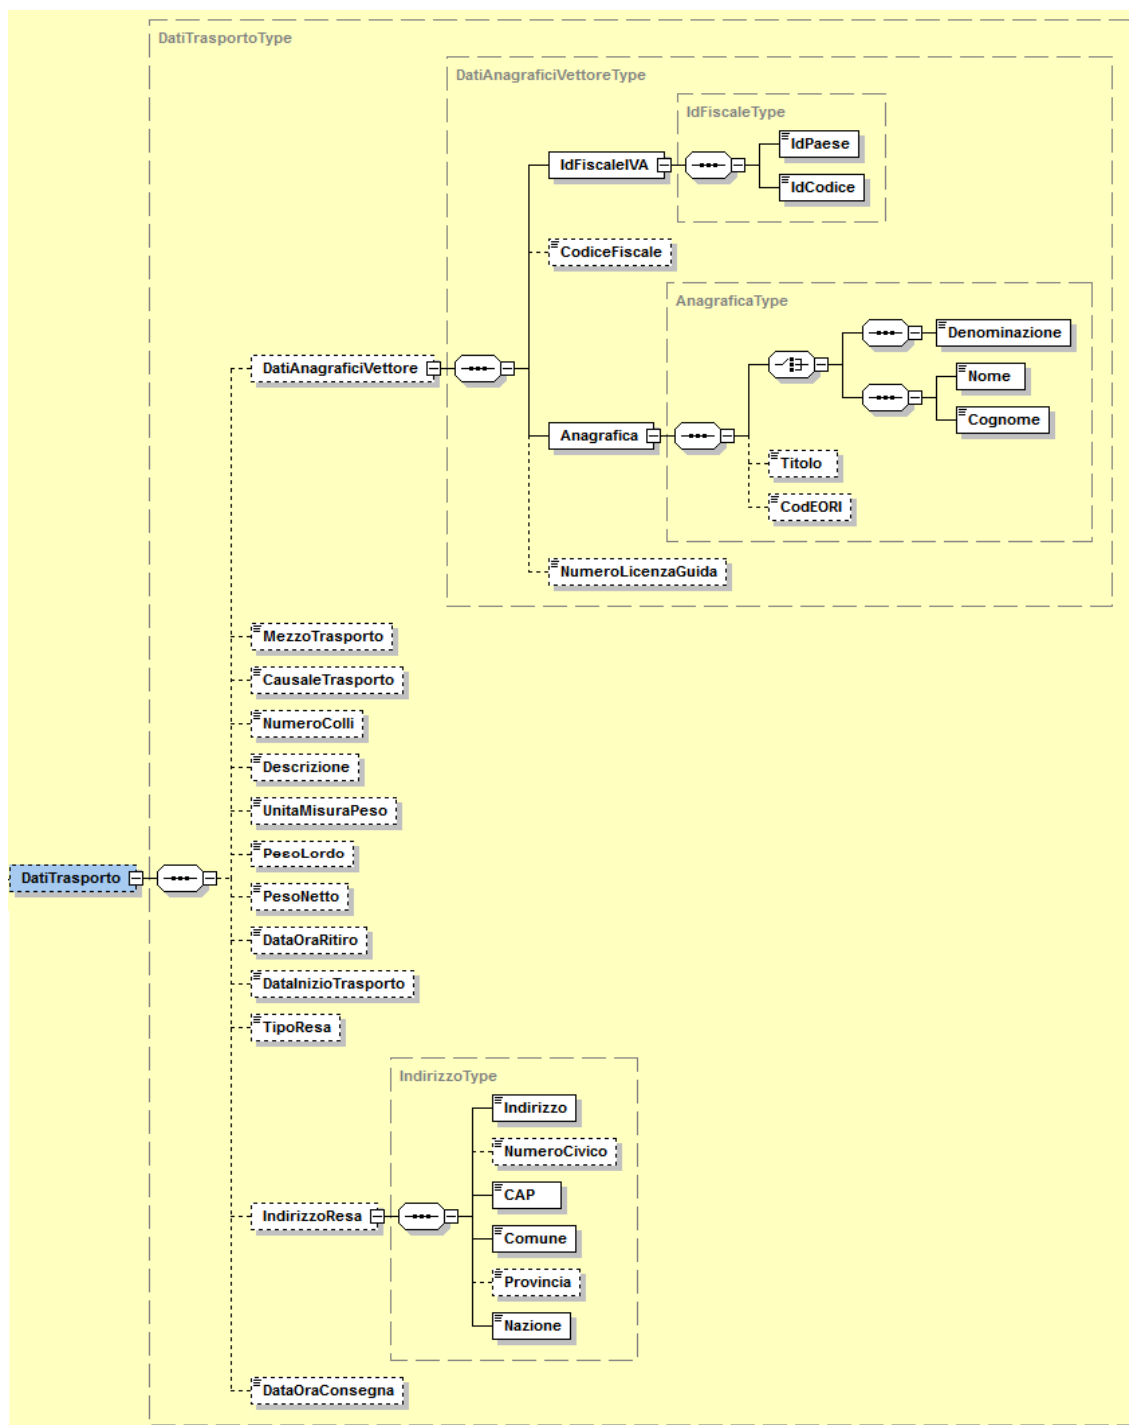 DatiTrasportoType
DatiAnagraficiVettoreType
IdFiscaleType
IdPaese
IdFiscaleIVA
IdCodice
CodiceFiscale
AnagraficaType
Denominazione
DatiAnagraficiVettore
Nome
Cognome
Anagrafica
Titolo
CodEORI
NumeroLicenzaGuida
MezzoTrasporto
CausaleTrasporto
NumeroColli
Descrizione
UnitaMisuraPeso
PesoLordo
DatiTrasporto
PesoNetto
DataOraRitiro
DataInizioTrasporto
TipoResa
IndirizzoType
Indirizzo
NumeroCivico
CAP
IndirizzoResa
Comune
Provincia
Nazione
DataOraConsegna